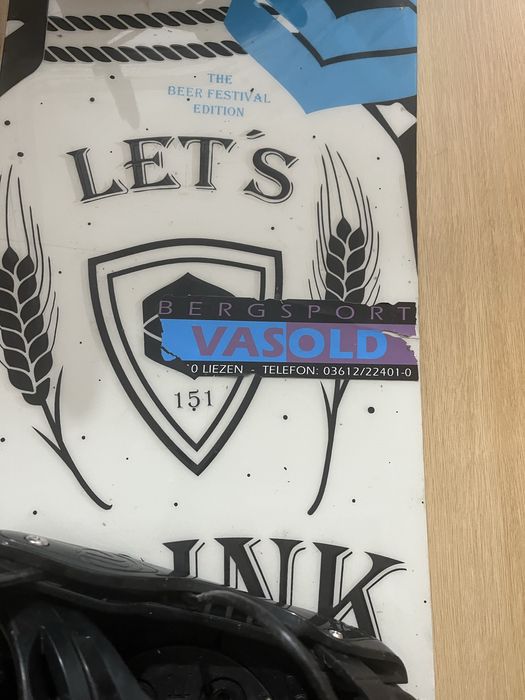 THE
BEER FESTIVAL
EDITION
LET´S
BERGSPORT
VASOLD
0 LIEZEN - TELEFON: 03612/22401-0
151
INK